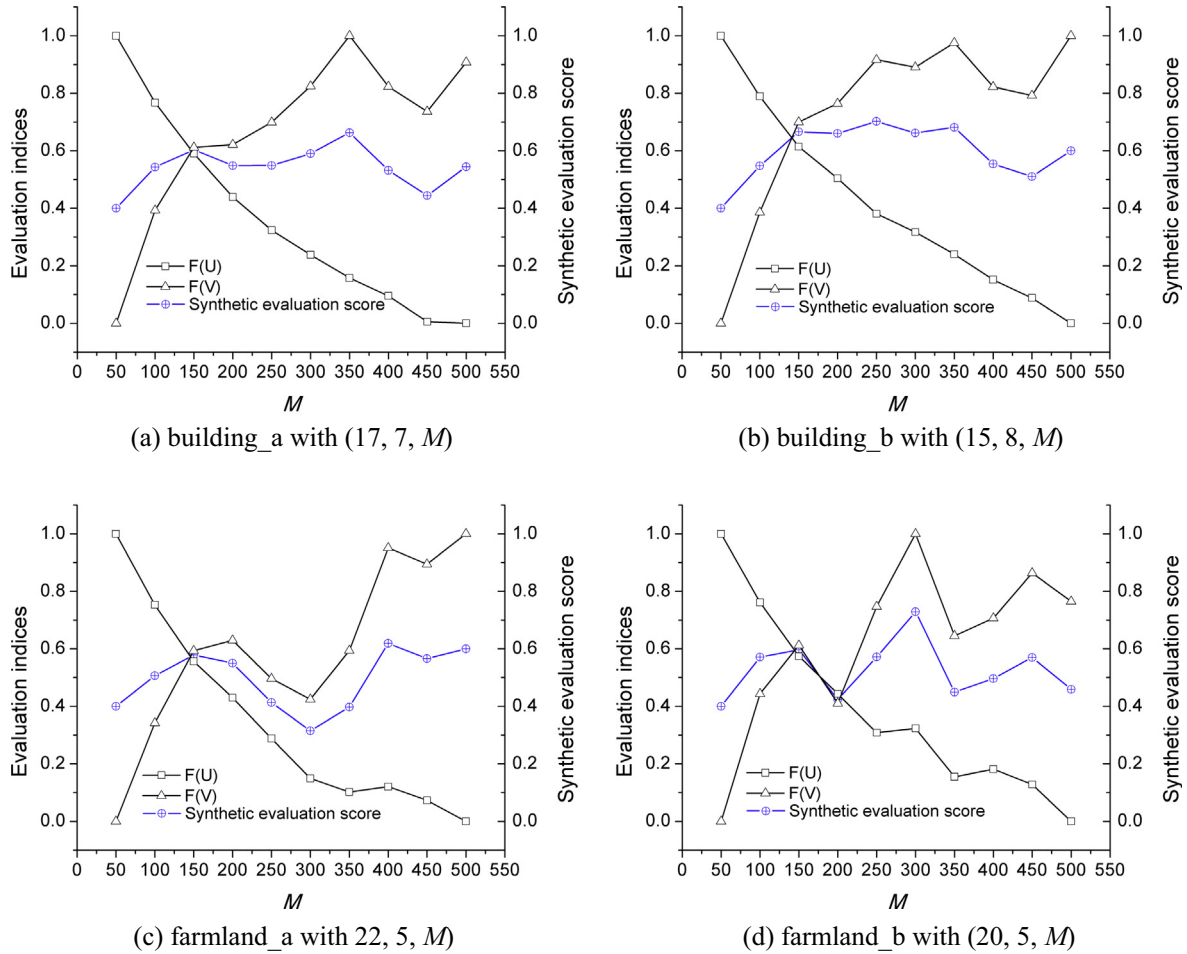 1.0
0.8
0.6
0.4
0.2
0.0
Evaluation indices
1.0
0.8
0.6
0.4
0.2
0.0
Synthetic evaluation score
F(U)
F(V)
Synthetic evaluation score
0 50 100 150 200 250 300 350 400 450 500 550
M
(a) building_a with (17, 7, M)
1.0
0.8
0.6
0.4
0.2
0.0
Evaluation indices
1.0
0.8
0.6
0.4
0.2
0.0
Synthetic evaluation score
F(U)
F(V)
Synthetic evaluation score
0 50 100 150 200 250 300 350 400 450 500 550
M
(b) building_b with (15, 8, M)
1.0
0.8
0.6
0.4
0.2
0.0
Evaluation indices
1.0
0.8
0.6
0.4
0.2
0.0
Synthetic evaluation score
F(U)
F(V)
Synthetic evaluation score
0 50 100 150 200 250 300 350 400 450 500 550
M
(c) farmland_a with 22, 5, M)
1.0
0.8
0.6
0.4
0.2
0.0
Evaluation indices
1.0
0.8
0.6
0.4
0.2
0.0
Synthetic evaluation score
F(U)
F(V)
Synthetic evaluation score
0 50 100 150 200 250 300 350 400 450 500 550
M
(d) farmland_b with (20, 5, M)